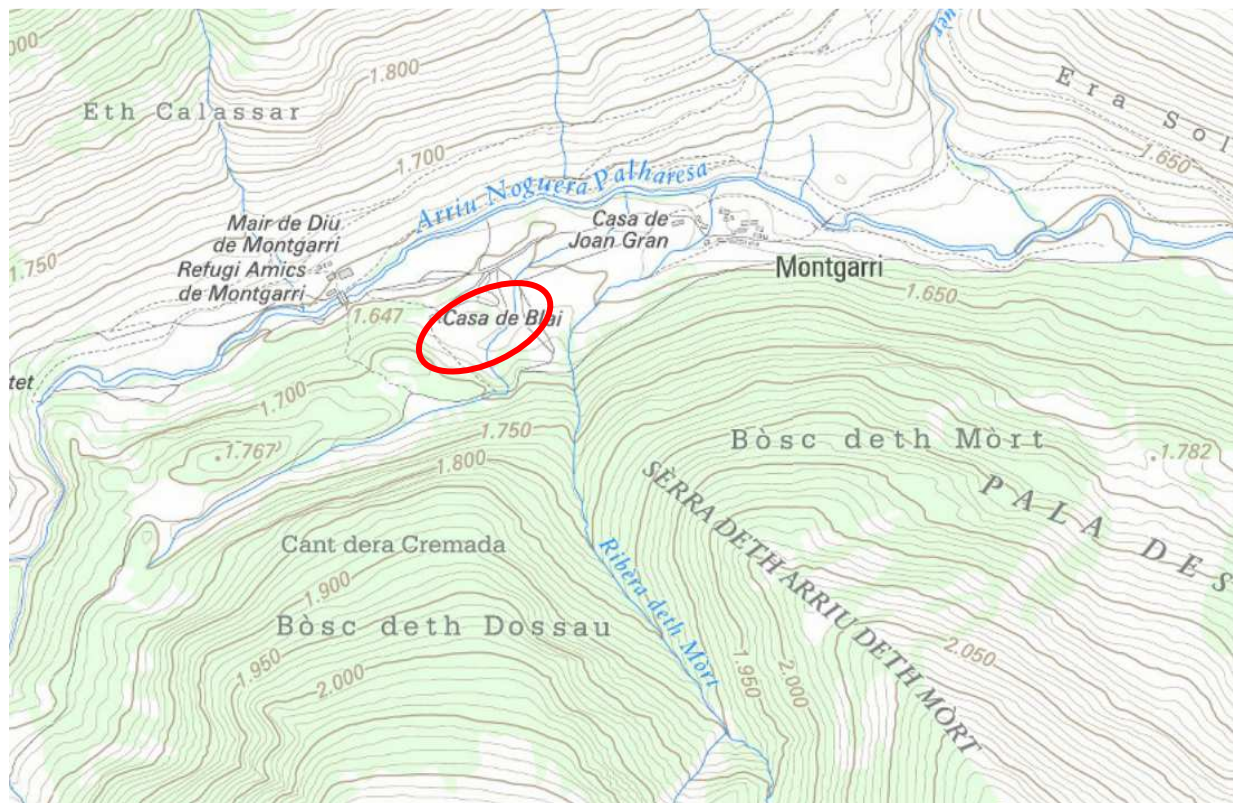 1.800
Eth Calassar
Era Sol
1.650
1.700
Arriu Noguera Palharesa
Mair de Diu
de Montgarri
Refugi Amics
de Montgarri
Casa de
Joan Gran
1.750
Montgarri
1.650
1.647
Casa de Blai
tet
1.700
1.767
1.750
1.800
Bòsc deth Mòrt
1.782
PALA DES
SÈRRA DETH ARRIU DETH MÒRT
Cant dera Cremada
Ribèra deth Mòrt
1.900
Bòsc deth Dossau
1.950
2.000
1.950
2.000
2.050